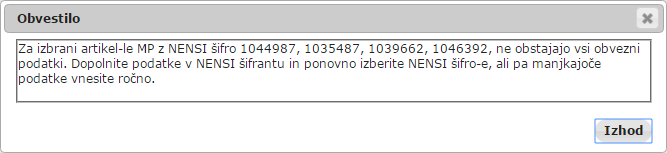 Obvestilo
Za izbrani artikel-le MP z NENSI šifro 1044987, 1035487, 1039662, 1046392, ne obstajajo vsi obvezni
podatki. Dopolnite podatke v NENSI šifrantu in ponovno izberite NENSI šifro-e, ali pa manjkajoče
podatke vnesite ročno.
Izhod